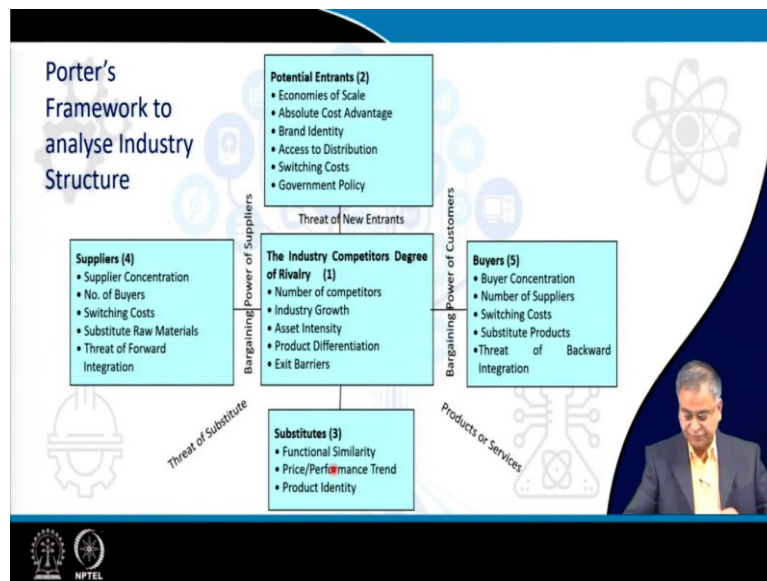 Porter's
Framework to
analyse Industry
Structure
Potential Entrants (2)
• Economies of Scale
• Absolute Cost Advantage
• Brand Identity
• Access to Distribution
• Switching Costs
• Government Policy
Threat of New Entrants
Bargaining Power of Suppliers
Bargaining Power of Customers
Suppliers (4)
• Supplier Concentration
• No. of Buyers
• Switching Costs
• Substitute Raw Materials
• Threat of Forward
Integration
The Industry Competitors Degree
of Rivalry (1)
• Number of competitors
• Industry Growth
• Asset Intensity
• Product Differentiation
• Exit Barriers
Buyers (5)
• Buyer Concentration
• Number of Suppliers
• Switching Costs
• Substitute Products
•Threat of Backward
Integration
Threat of Substitute
Products or Services
Substitutes (3)
• Functional Similarity
• Price/Performance Trend
• Product Identity
NPTEL